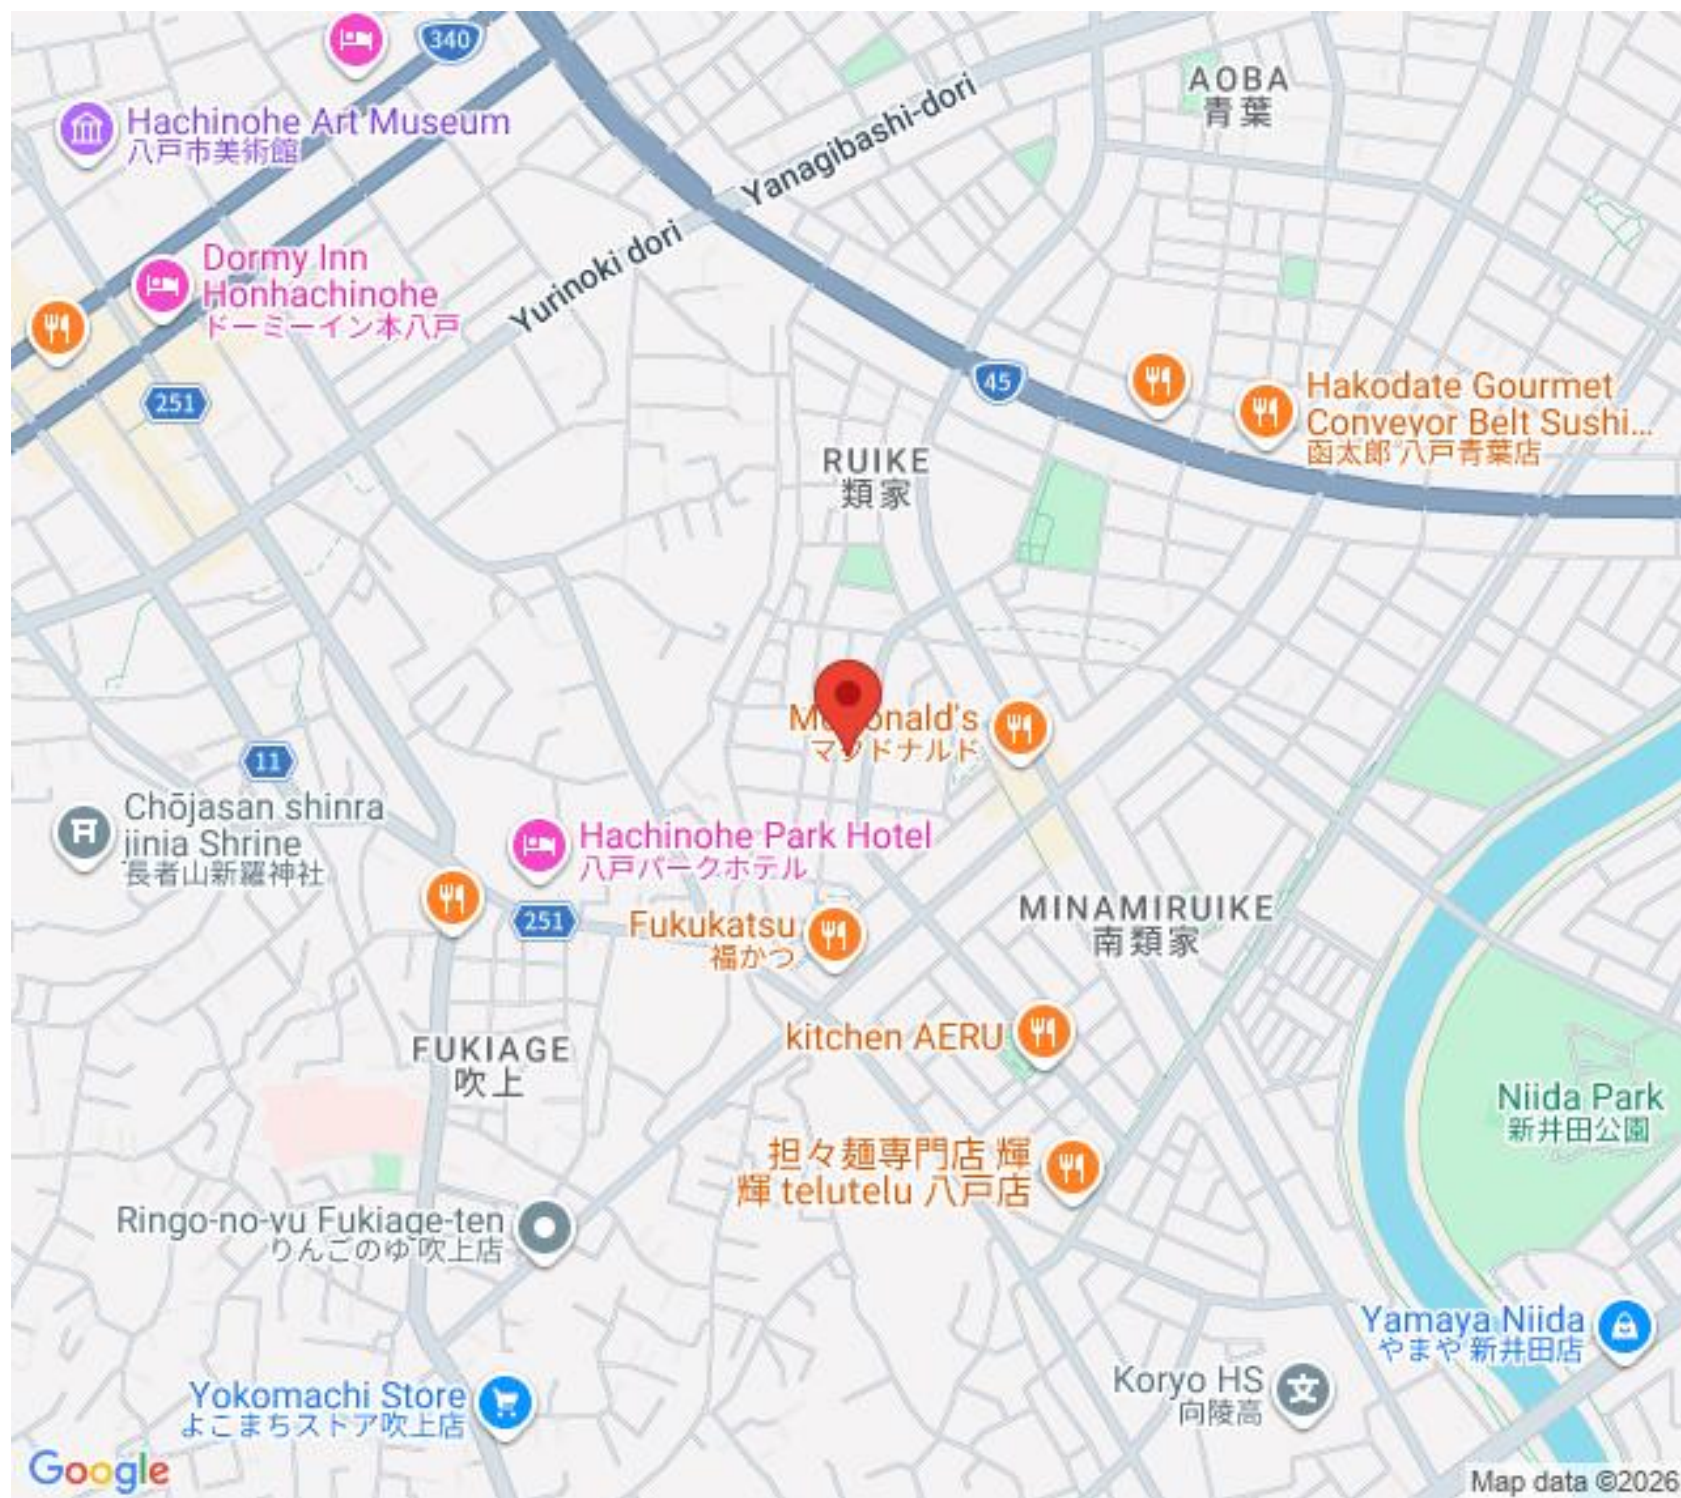 340
Hachinohe Art Museum
八戸市美術館
AOBA
青葉
Yanagibashi-dori
Yurinoki dori
Dormy Inn
Honhachinohe
ドーミーイン本八戸
251
45
Hakodate Gourmet
Conveyor Belt Sushi...
函太郎 八戸青葉店
RUIKE
類家
11
McDonald's
マクドナルド
Chōjasan shinra
jinja Shrine
長者山新羅神社
Hachinohe Park Hotel
八戸パークホテル
251
Fukukatsu
福かつ
MINAMIRUIKE
南類家
kitchen AERU
FUKIAGE
吹上
Niida Park
新井田公園
担々麺専門店 輝
輝 telutelu 八戸店
Ringo-no-yu Fukiage-ten
りんごのゆ 吹上店
Yamaya Niida
やまや 新井田店
Koryo HS
向陵高
文
Yokomachi Store
よこまちストア吹上店
Google
Map data ©2026